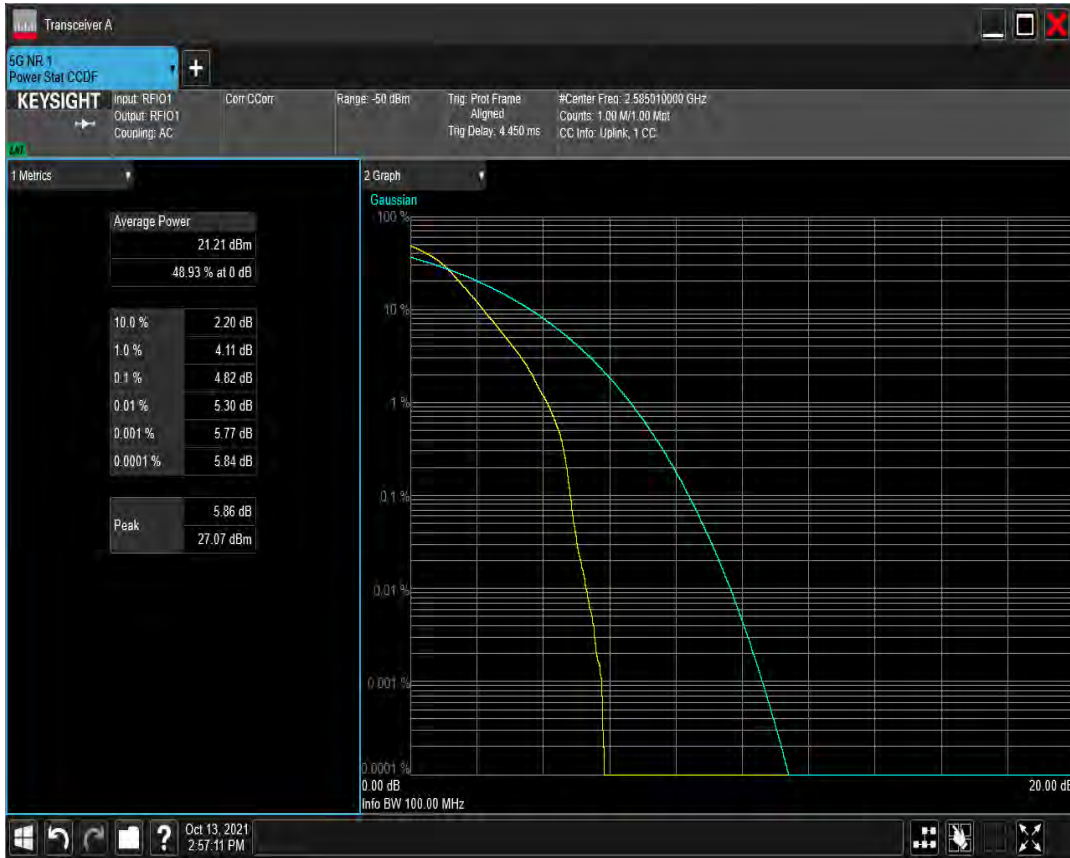 Transceiver A
5G NR 1
Power Stat CCDF
+
KEYSIGHT
Input: RFIO1
Output: RFIO1
Coupling: AC
Corr CCorr
Range: -50 dBm
Trig: Prot Frame
Aligned
Trig Delay: 4.450 ms
#Center Freq: 2.585010000 GHz
Counts: 1.00 M/1.00 Mpt
CC Info: Uplink, 1 CC
1 Metrics
Average Power
21.21 dBm
48.93 % at 0 dB
10.0 % 2.20 dB
1.0 % 4.11 dB
0.1 % 4.82 dB
0.01 % 5.30 dB
0.001 % 5.77 dB
0.0001 % 5.84 dB
Peak
5.86 dB
27.07 dBm
2 Graph
Gaussian
100 %
10 %
1 %
0.1 %
0.01 %
0.001 %
0.0001 %
0.00 dB
20.00 dB
Info BW 100.00 MHz
?
Oct 13, 2021
2:57:11 PM